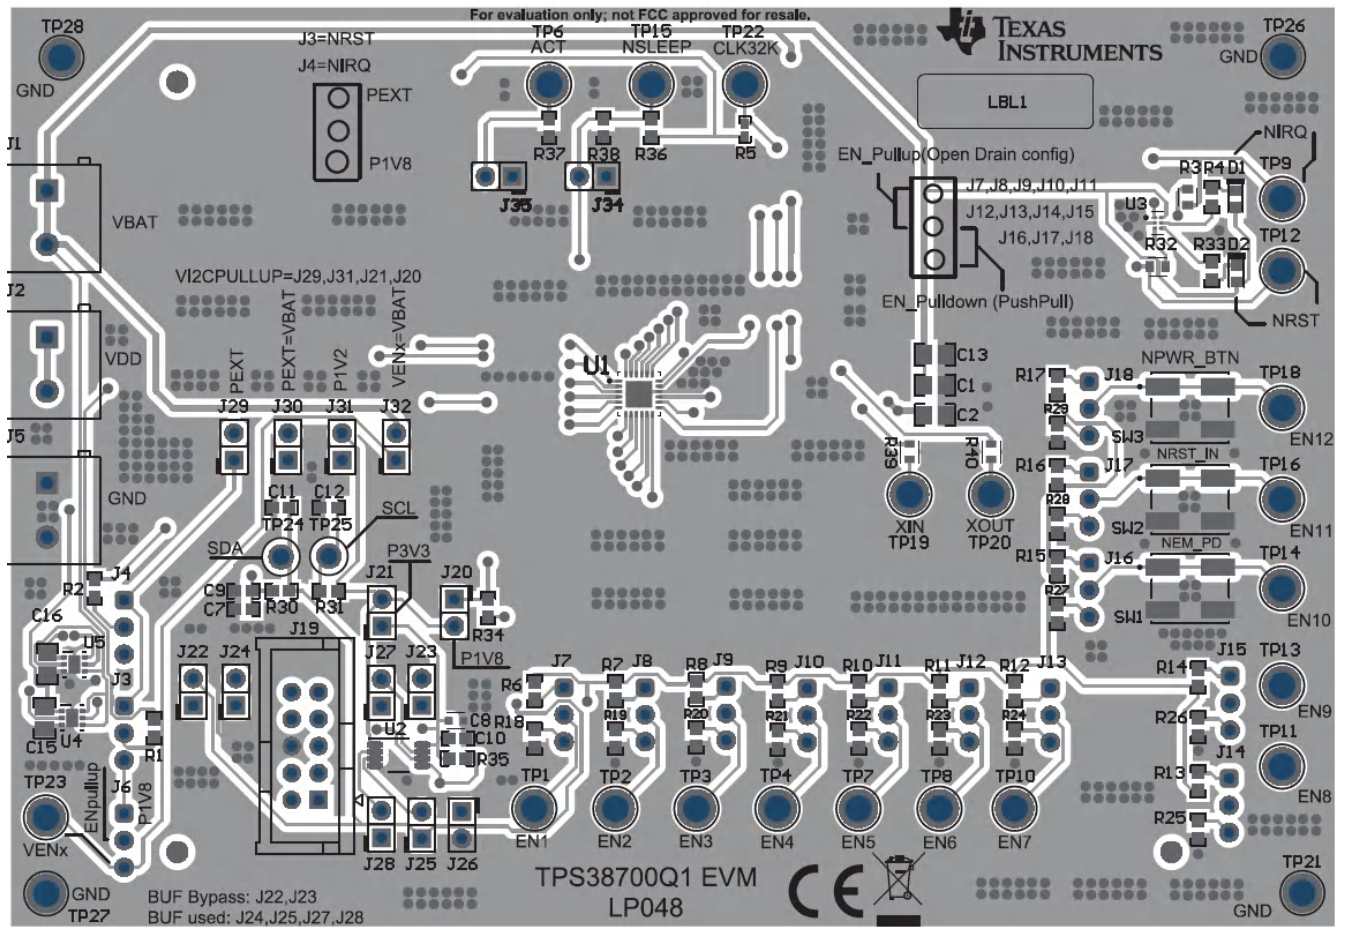 For evaluation only; not FCC approved for resale.
TP28
GND
J3=NRST
J4=NIRQ
PEXT
P1V8
TP6
ACT
TP15
NSLEEP
TP22
CLK32K
TEXAS
INSTRUMENTS
TP26
GND
LBL1
R37
R38
R36
R5
J35
J34
EN_Pullup(Open Drain config)
J7,J8,J9,J10,J11
J12,J13,J14,J15
J16,J17,J18
EN_Pulldown (PushPull)
NIRQ
R3
R4
D1
TP9
U3
R32
R33
D2
TP12
NRST
J1
VBAT
J2
VDD
J5
GND
VI2CPULLUP=J29,J31,J21,J20
PEXT
PEXT=VBAT
P1V2
VENx=VBAT
J29
J30
J31
J32
U1
C13
C1
C2
R39
R40
XIN
TP19
XOUT
TP20
R17
J18
NPWR_BTN
TP18
R29
SW3
EN12
R16
J17
NRST_IN
TP16
R28
SW2
EN11
R15
J16
NEM_PD
TP14
R27
SW1
EN10
C11
C12
TP24
TP25
SCL
SDA
P3V3
R2
J4
C9
C7
R30
R31
J21
J20
R34
P1V8
C16
U5
J3
C15
U4
R1
J22
J24
J19
J27
J23
U2
C8
C10
R35
R6
J7
R7
J8
R8
J9
R9
J10
R10
J11
R11
J12
R12
J13
R18
R19
R20
R21
R22
R23
R24
R14
J15
TP13
EN9
R26
J14
TP11
R13
EN8
R25
TP23
VENx
ENpullup
J6
P1V8
TP1
TP2
TP3
TP4
TP7
TP8
TP10
EN1
EN2
EN3
EN4
EN5
EN6
EN7
J28
J25
J26
GND
TP27
BUF Bypass: J22,J23
BUF used: J24,J25,J27,J28
TPS38700Q1 EVM
LP048
CE
TP21
GND